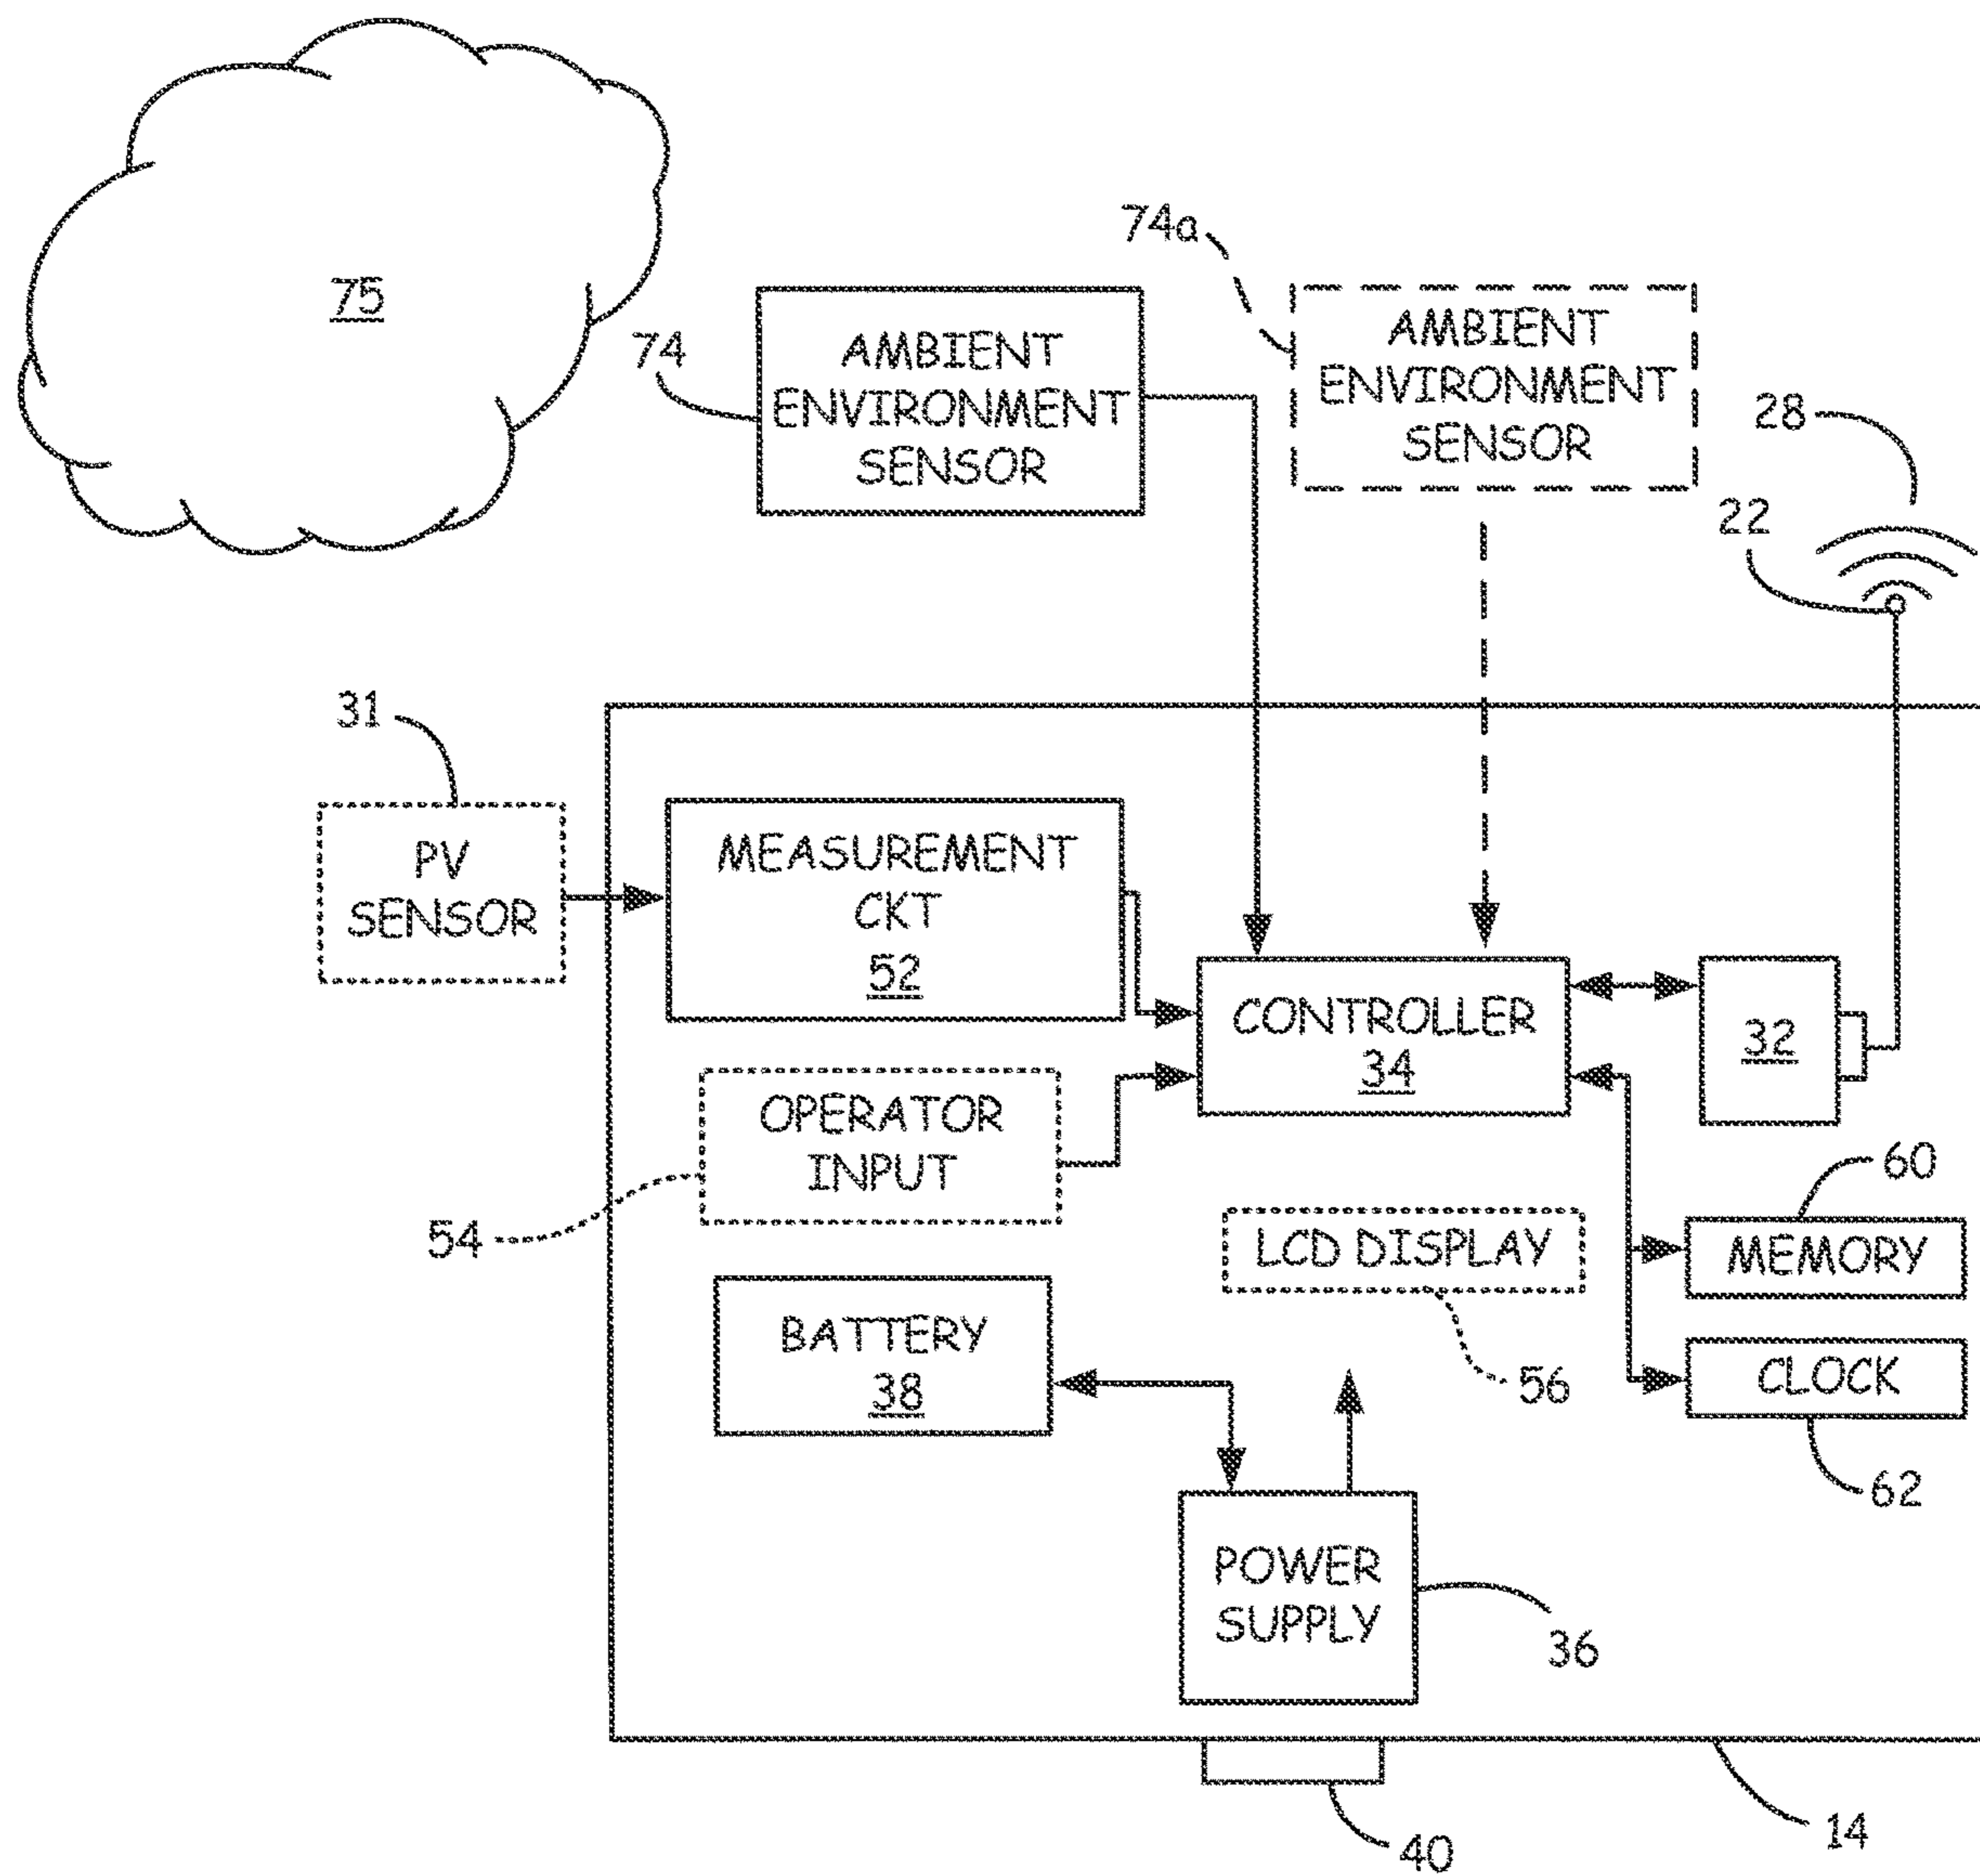 75
74
AMBIENT
ENVIRONMENT
SENSOR
74a
AMBIENT
ENVIRONMENT
SENSOR
28
22
31
PV
SENSOR
MEASUREMENT
CKT
52
CONTROLLER
34
32
OPERATOR
INPUT
54
LCD DISPLAY
56
60
MEMORY
CLOCK
62
BATTERY
38
POWER
SUPPLY
36
40
14